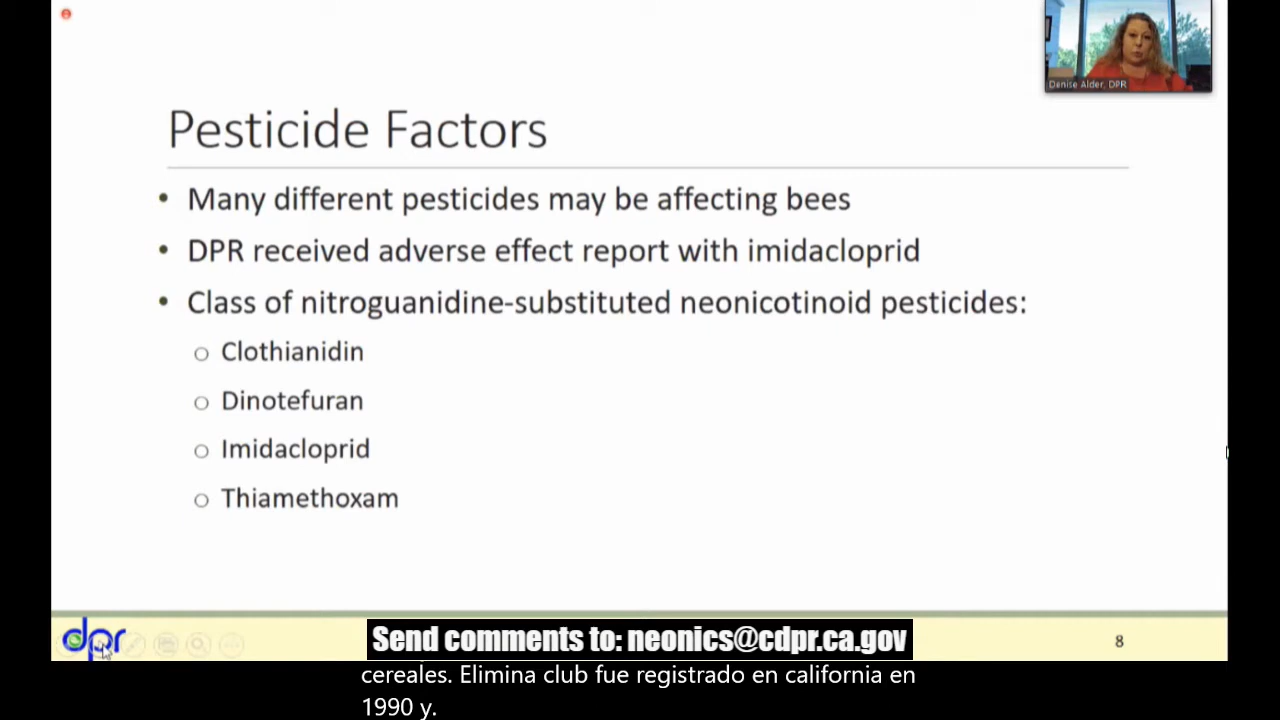 Denise Alder, DPR
Pesticide Factors
• Many different pesticides may be affecting bees
• DPR received adverse effect report with imidacloprid
• Class of nitroguanidine-substituted neonicotinoid pesticides:
o Clothianidin
o Dinotefuran
o Imidacloprid
o Thiamethoxam
dpr
Send comments to: neonics@cdpr.ca.gov
8
cereales. Elimina club fue registrado en california en
1990 y.